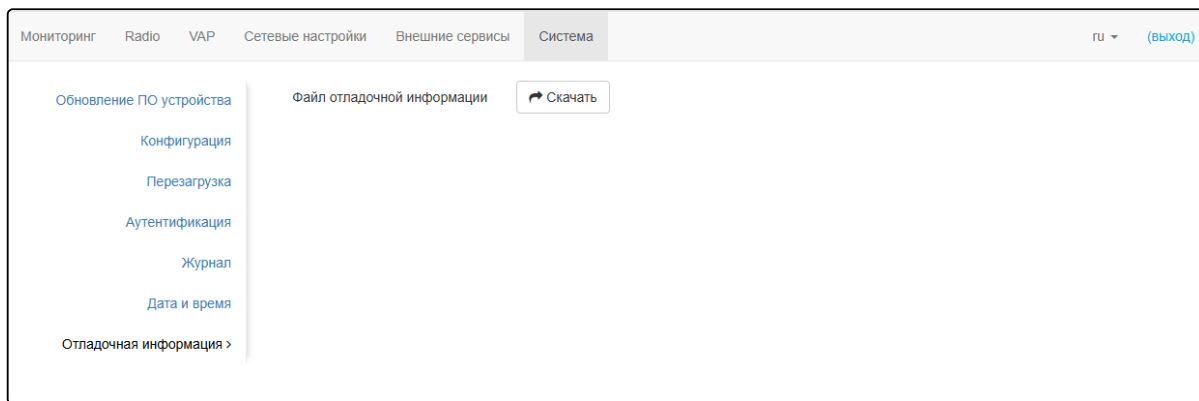 Мониторинг Radio VAP Сетевые настройки Внешние сервисы Система ru (выход)
Обновление ПО устройства
Файл отладочной информации Скачать
Конфигурация
Перезагрузка
Аутентификация
Журнал
Дата и время
Отладочная информация >